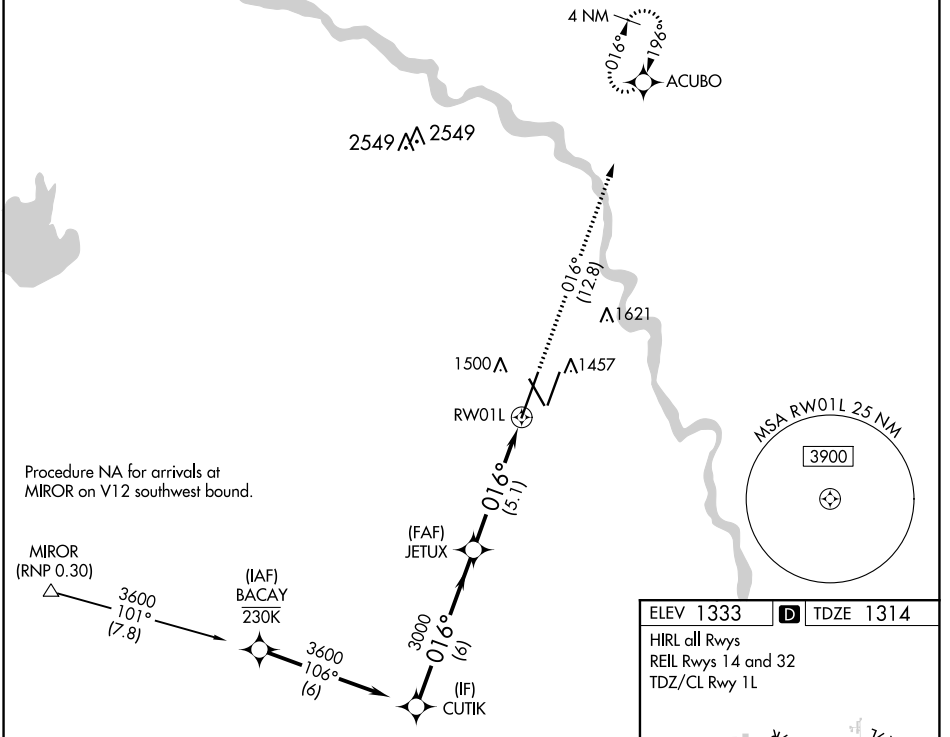 4 NM
016°
196°
ACUBO
2549
2549
016°
(12.8)
1621
1500
1457
RW01L
MSA RW01L 25 NM
3900
016°
(5.1)
Procedure NA for arrivals at
MIROR on V12 southwest bound.
(FAF)
JETUX
MIROR
(RNP 0.30)
3600
101°
(7.8)
(IAF)
BACAY
230K
3600
106°
(6)
3000
016°
(6)
(IF)
CUTIK
ELEV 1333 D TDZE 1314
HIRL all Rwys
REIL Rwys 14 and 32
TDZ/CL Rwy 1L